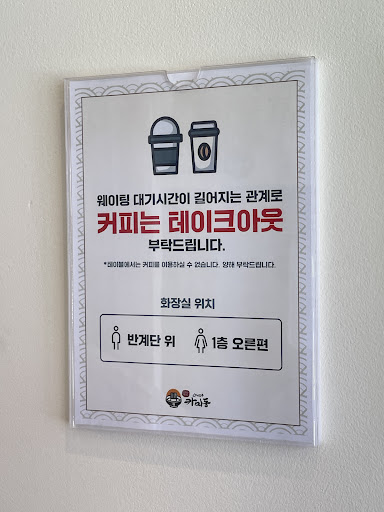 웨이팅 대기시간이 길어지는 관계로
커피는 테이크아웃
부탁드립니다.
*테이블에서는 커피를 이용하실 수 없습니다. 양해 부탁드립니다.
화장실 위치
반계단 위
1층 오른편